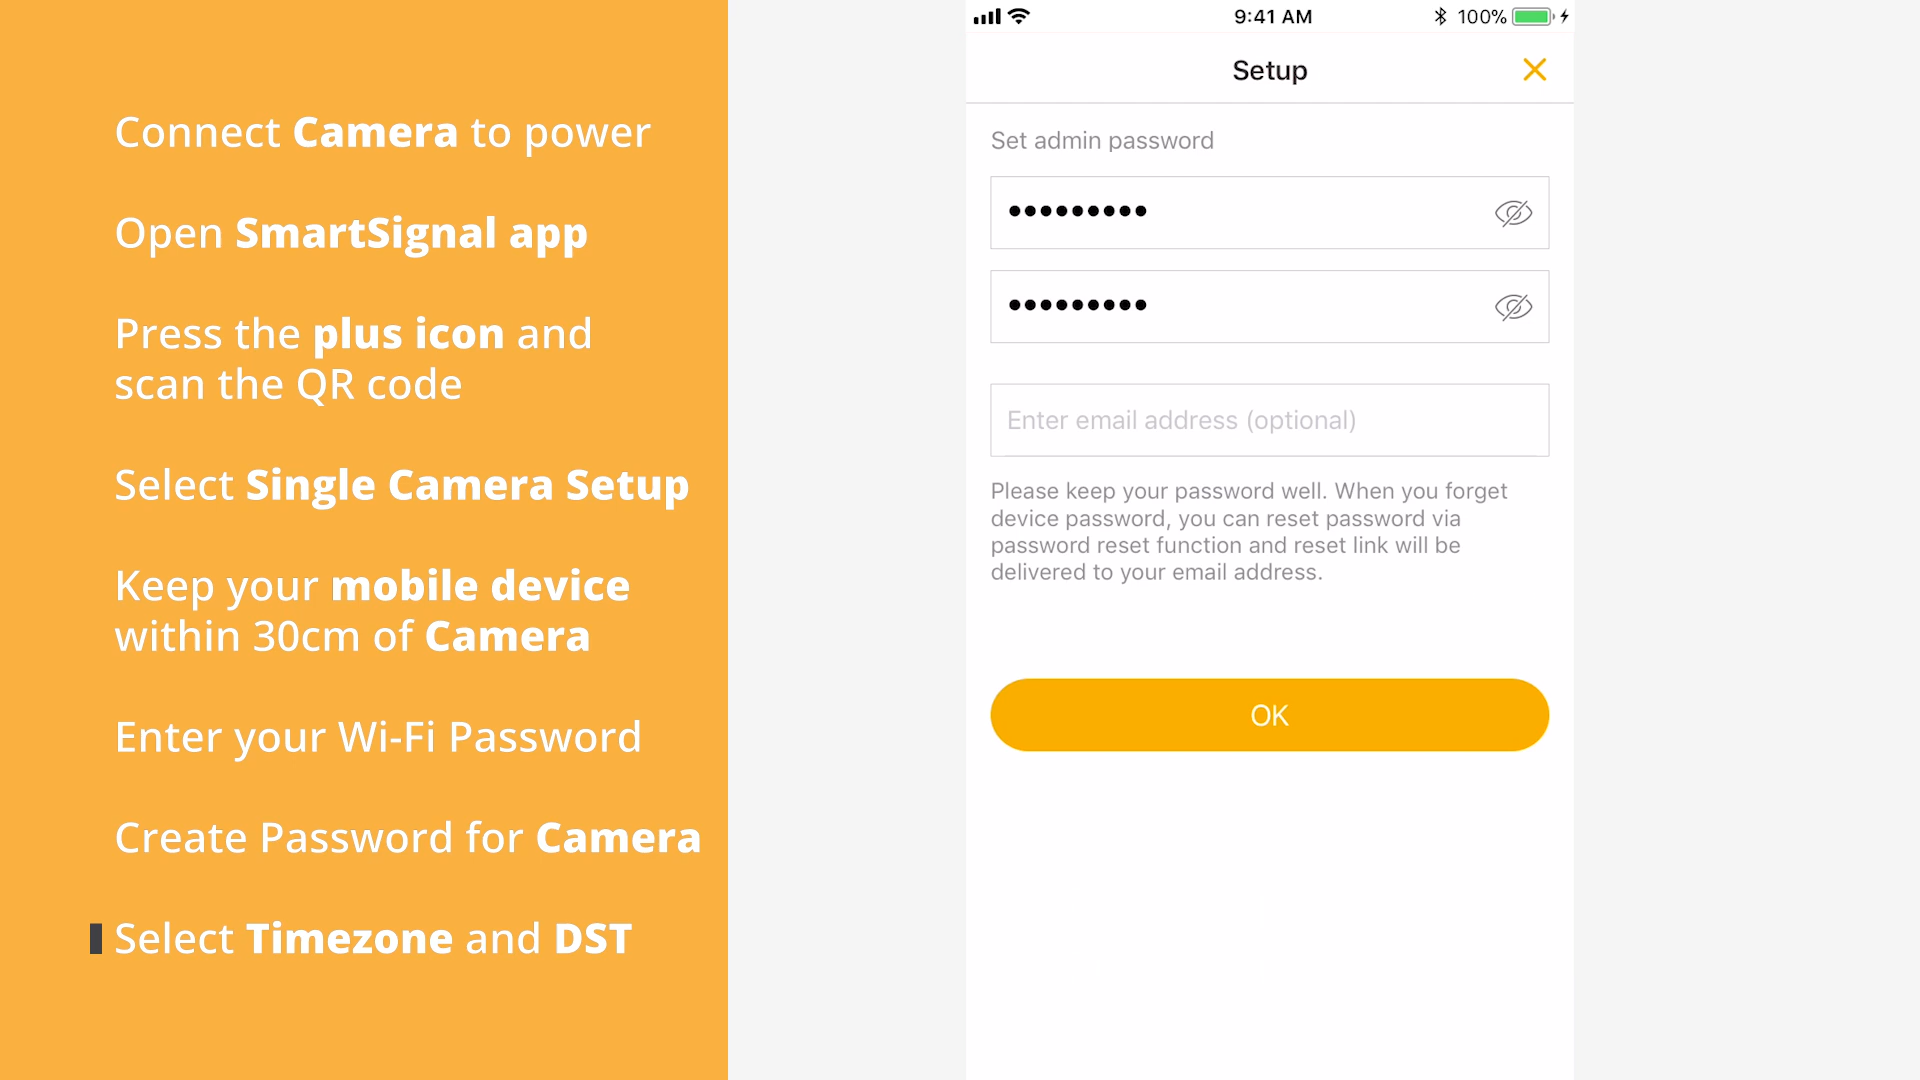 Connect Camera to power
Open SmartSignal app
Press the plus icon and
scan the QR code
Select Single Camera Setup
Keep your mobile device
within 30cm of Camera
Enter your Wi-Fi Password
Create Password for Camera
Select Timezone and DST
9:41 AM
100%
Setup
Set admin password
•••••••••
•••••••••
Enter email address (optional)
Please keep your password well. When you forget
device password, you can reset password via
password reset function and reset link will be
delivered to your email address.
OK